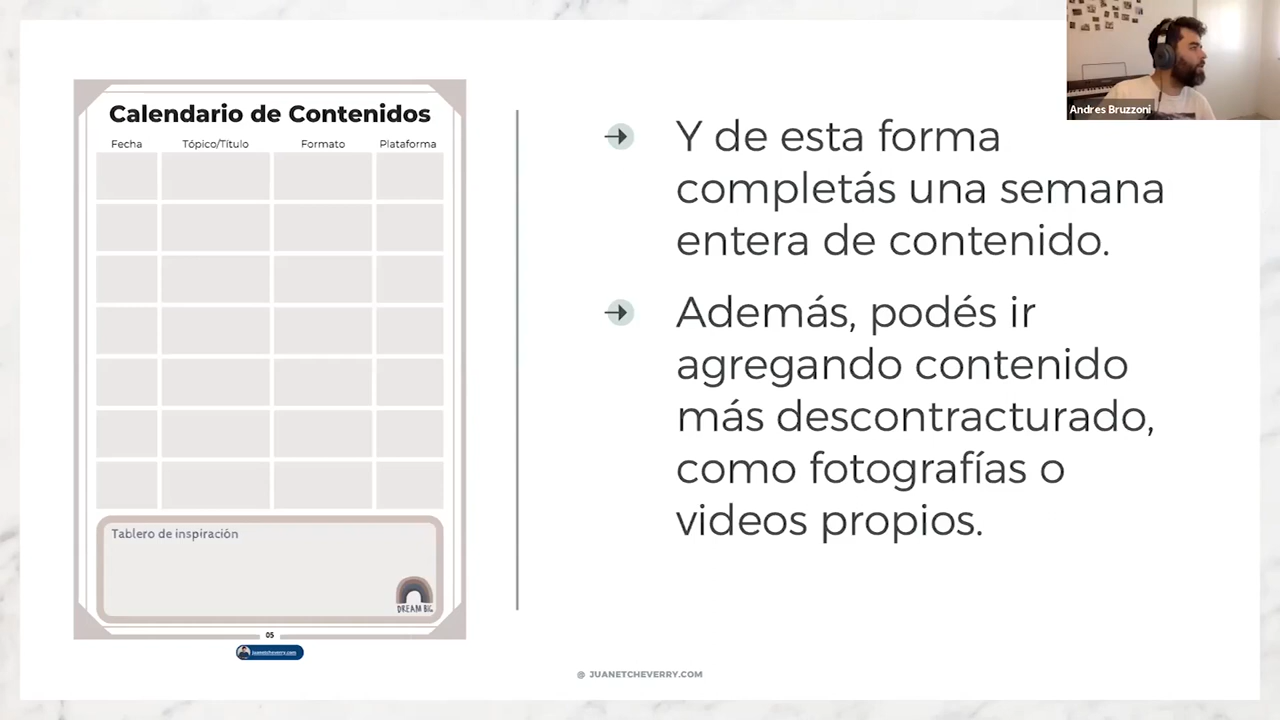 Calendario de Contenidos
Fecha Tópico/Título Formato Plataforma
Tablero de inspiración
DREAM BIG
05
juanetcheverry.com
Y de esta forma
completás una semana
entera de contenido.
Además, podés ir
agregando contenido
más descontracturado,
como fotografías o
videos propios.
@ JUANETCHEVERRY.COM
Andres Bruzzoni